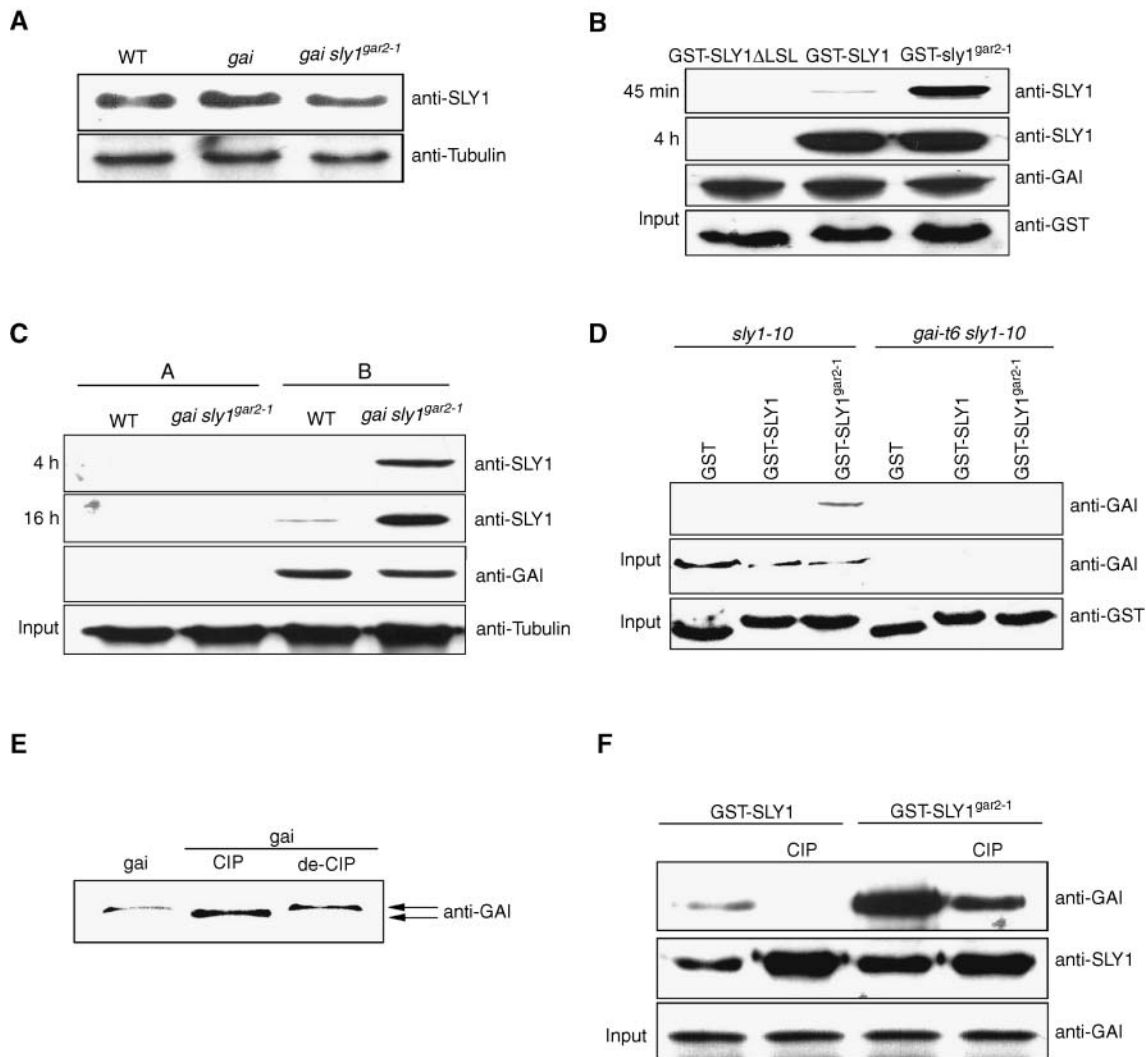 A
WT gai gai sly1gar2-1
anti-SLY1
anti-Tubulin
B
GST-SLY1ΔLSL GST-SLY1 GST-sly1gar2-1
45 min anti-SLY1
4 h anti-SLY1
anti-GAI
Input anti-GST
C
A B
WT gai sly1gar2-1 WT gai sly1gar2-1
4 h anti-SLY1
16 h anti-SLY1
anti-GAI
Input anti-Tubulin
D
sly1-10 gai-t6 sly1-10
GST GST-SLY1 GST-SLY1gar2-1 GST GST-SLY1 GST-SLY1gar2-1
anti-GAI
Input anti-GAI
Input anti-GST
E
gai
gai CIP de-CIP
anti-GAI
F
GST-SLY1 GST-SLY1gar2-1
CIP CIP
anti-GAI
anti-SLY1
Input anti-GAI